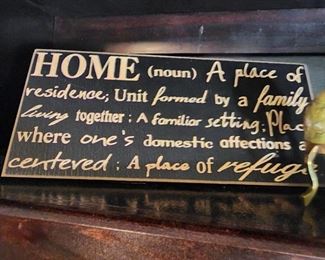 HOME (noun) A place of
residence; Unit formed by a family
living together; A familiar setting; Plac
where one's domestic affections a
centered; A place of refug